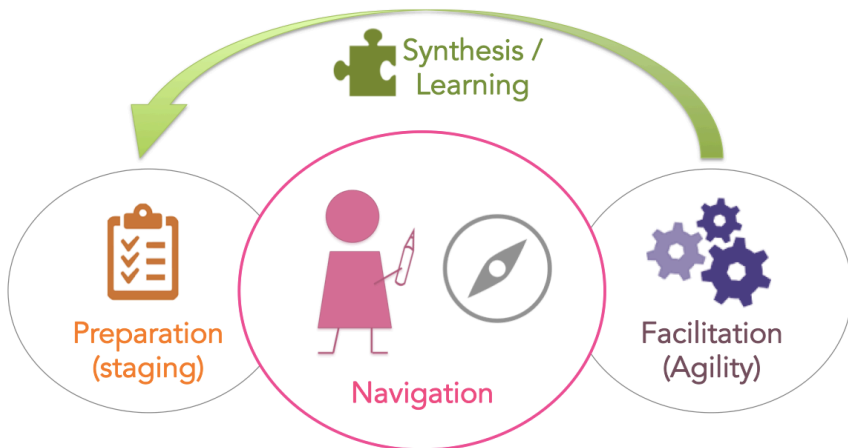 Synthesis /
Learning
Preparation
(staging)
Navigation
Facilitation
(Agility)